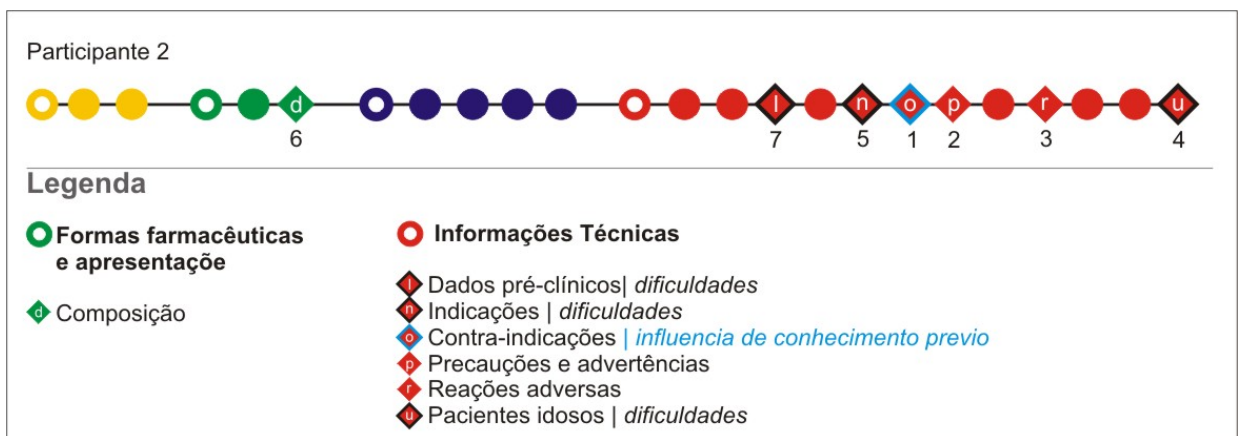 Participante 2
d l n o p r u
6 7 5 1 2 3 4
Legenda
Formas farmacêuticas
e apresentaçõe
d Composição
Informações Técnicas
l Dados pré-clínicos| dificuldades
n Indicações | dificuldades
o Contra-indicações | influencia de conhecimento previo
p Precauções e advertências
r Reações adversas
u Pacientes idosos | dificuldades